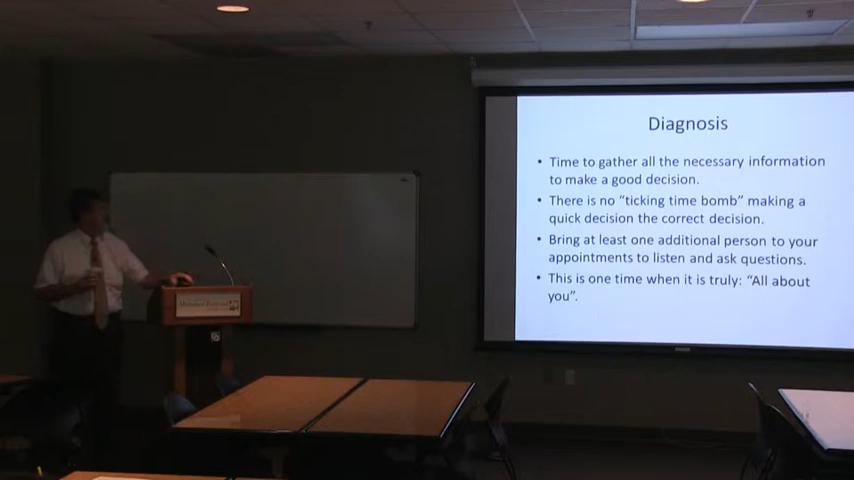 Diagnosis
• Time to gather all the necessary information
to make a good decision.
• There is no “ticking time bomb” making a
quick decision the correct decision.
• Bring at least one additional person to your
appointments to listen and ask questions.
• This is one time when it is truly: “All about
you”.